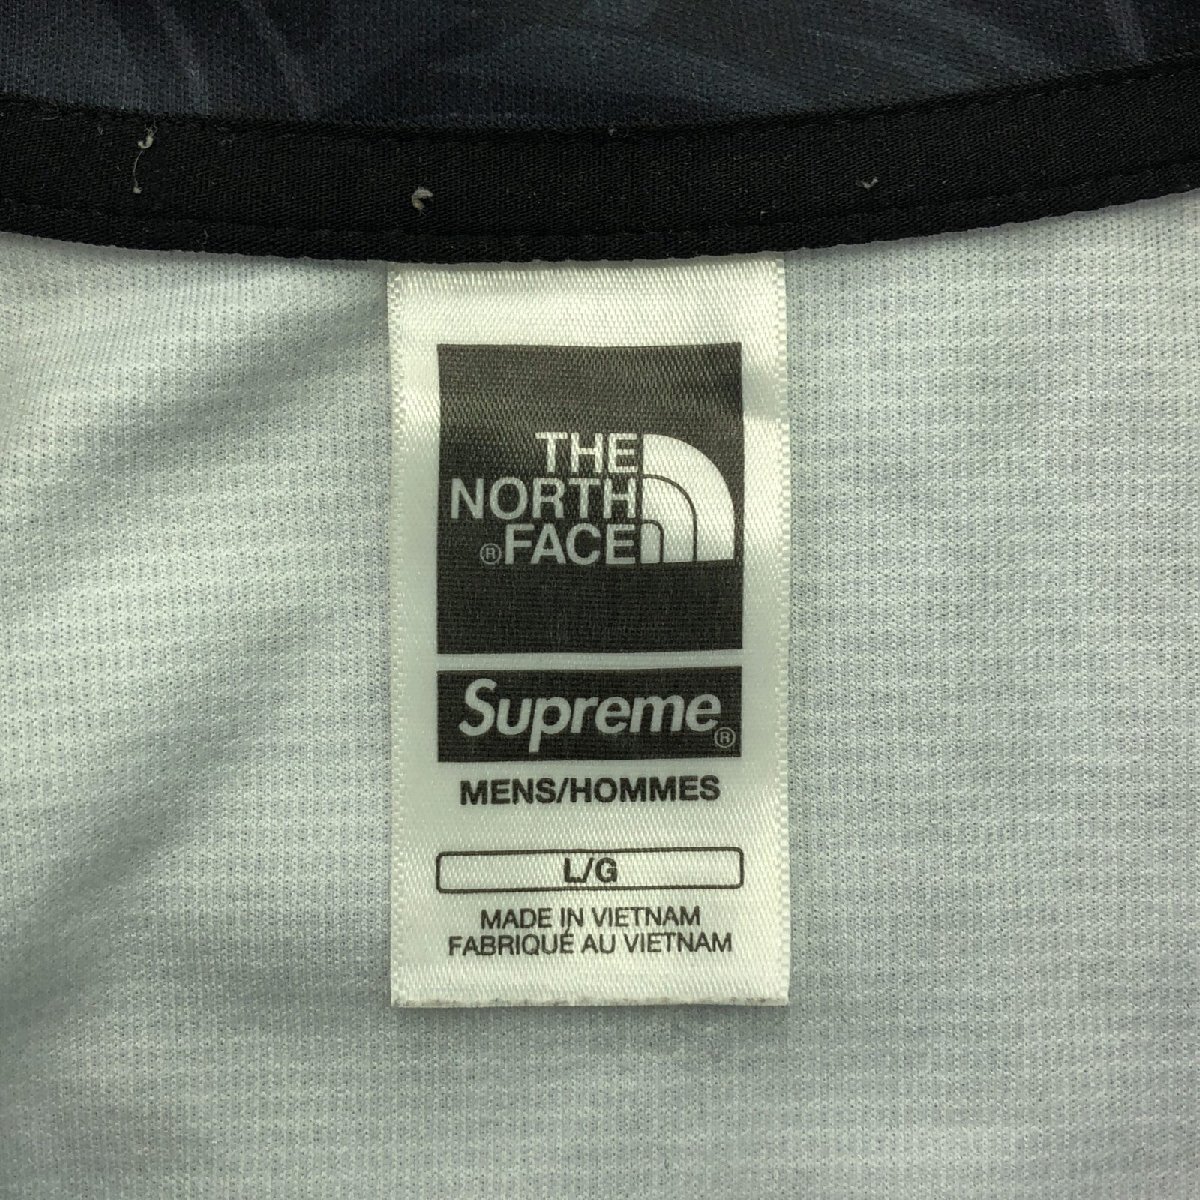 THE
NORTH
®FACE
Supreme®
MENS/HOMMES
L/G
MADE IN VIETNAM
FABRIQUÉ AU VIETNAM